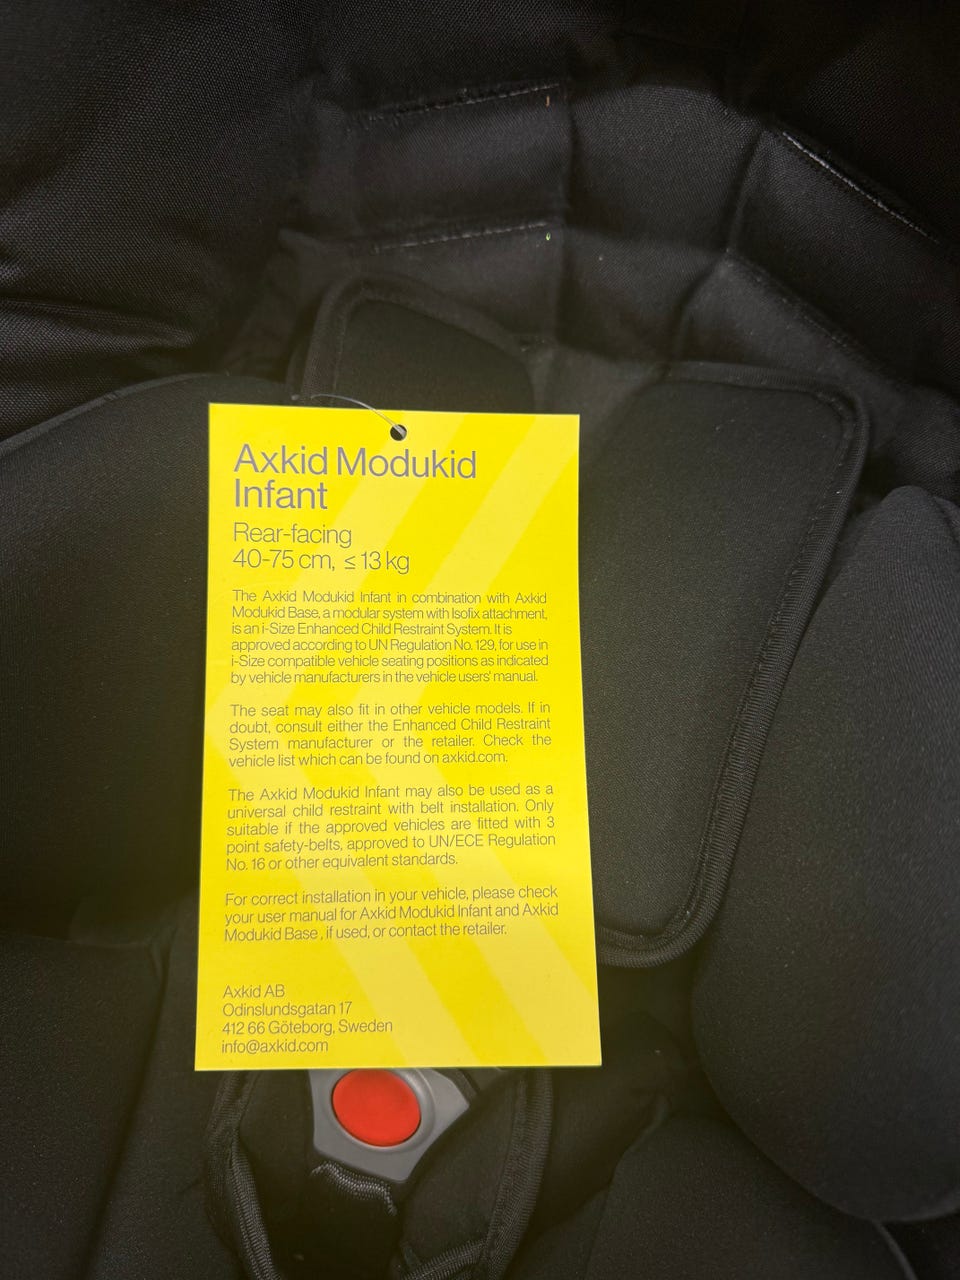 Axkid Modukid
Infant
Rear-facing
40-75 cm, ≤ 13 kg
The Axkid Modukid Infant in combination with Axkid
Modukid Base, a modular system with Isofix attachment,
is an i-Size Enhanced Child Restraint System. It is
approved according to UN Regulation No. 129, for use in
i-Size compatible vehicle seating positions as indicated
by vehicle manufacturers in the vehicle users' manual.
The seat may also fit in other vehicle models. If in
doubt, consult either the Enhanced Child Restraint
System manufacturer or the retailer. Check the
vehicle list which can be found on axkid.com.
The Axkid Modukid Infant may also be used as a
universal child restraint with belt installation. Only
suitable if the approved vehicles are fitted with 3
point safety-belts, approved to UN/ECE Regulation
No. 16 or other equivalent standards.
For correct installation in your vehicle, please check
your user manual for Axkid Modukid Infant and Axkid
Modukid Base , if used, or contact the retailer.
Axkid AB
Odinslundsgatan 17
412 66 Göteborg, Sweden
info@axkid.com